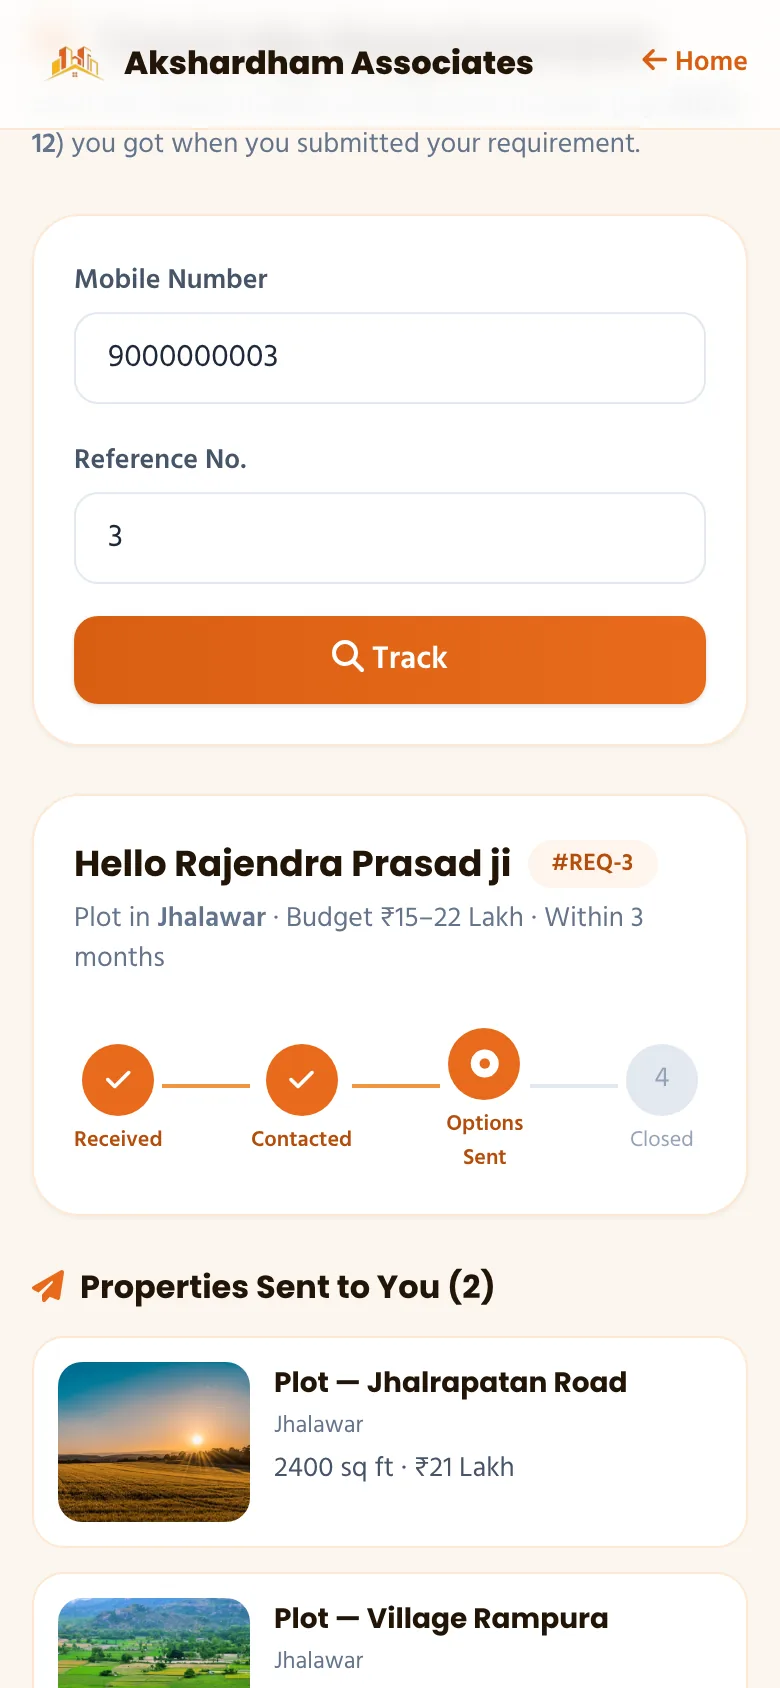 Akshardham Associates
Home
12) you got when you submitted your requirement.
Mobile Number
9000000003
Reference No.
3
Track
Hello Rajendra Prasad ji
#REQ-3
Plot in Jhalawar · Budget ₹15–22 Lakh · Within 3
months
4
Received
Contacted
Options
Sent
Closed
Properties Sent to You (2)
Plot — Jhalrapatan Road
Jhalawar
2400 sq ft · ₹21 Lakh
Plot — Village Rampura
Jhalawar